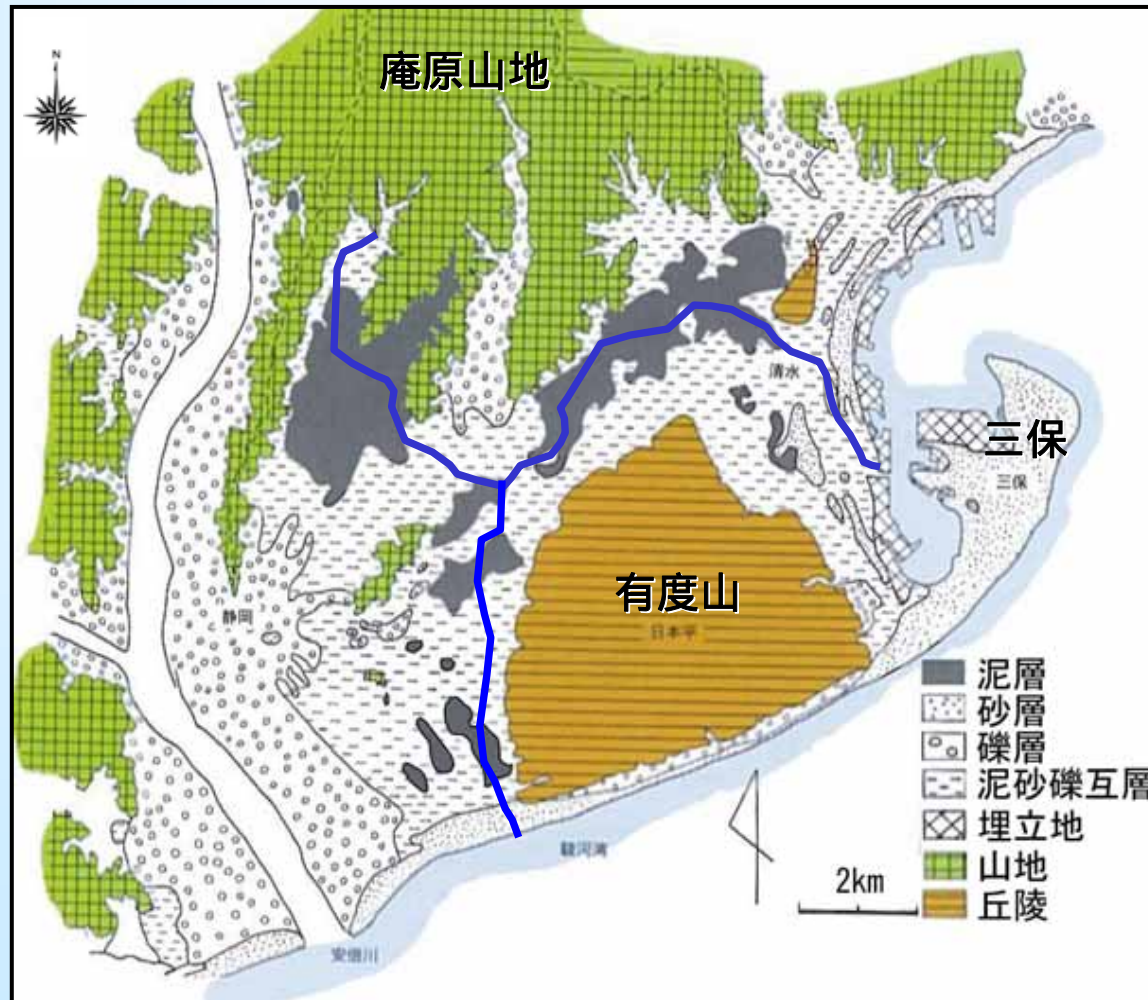 N
庵原山地
清水
三保
三保
静岡
有度山
日本平
泥層
砂層
礫層
泥砂礫互層
埋立地
山地
丘陵
2km
駿河湾
安倍川